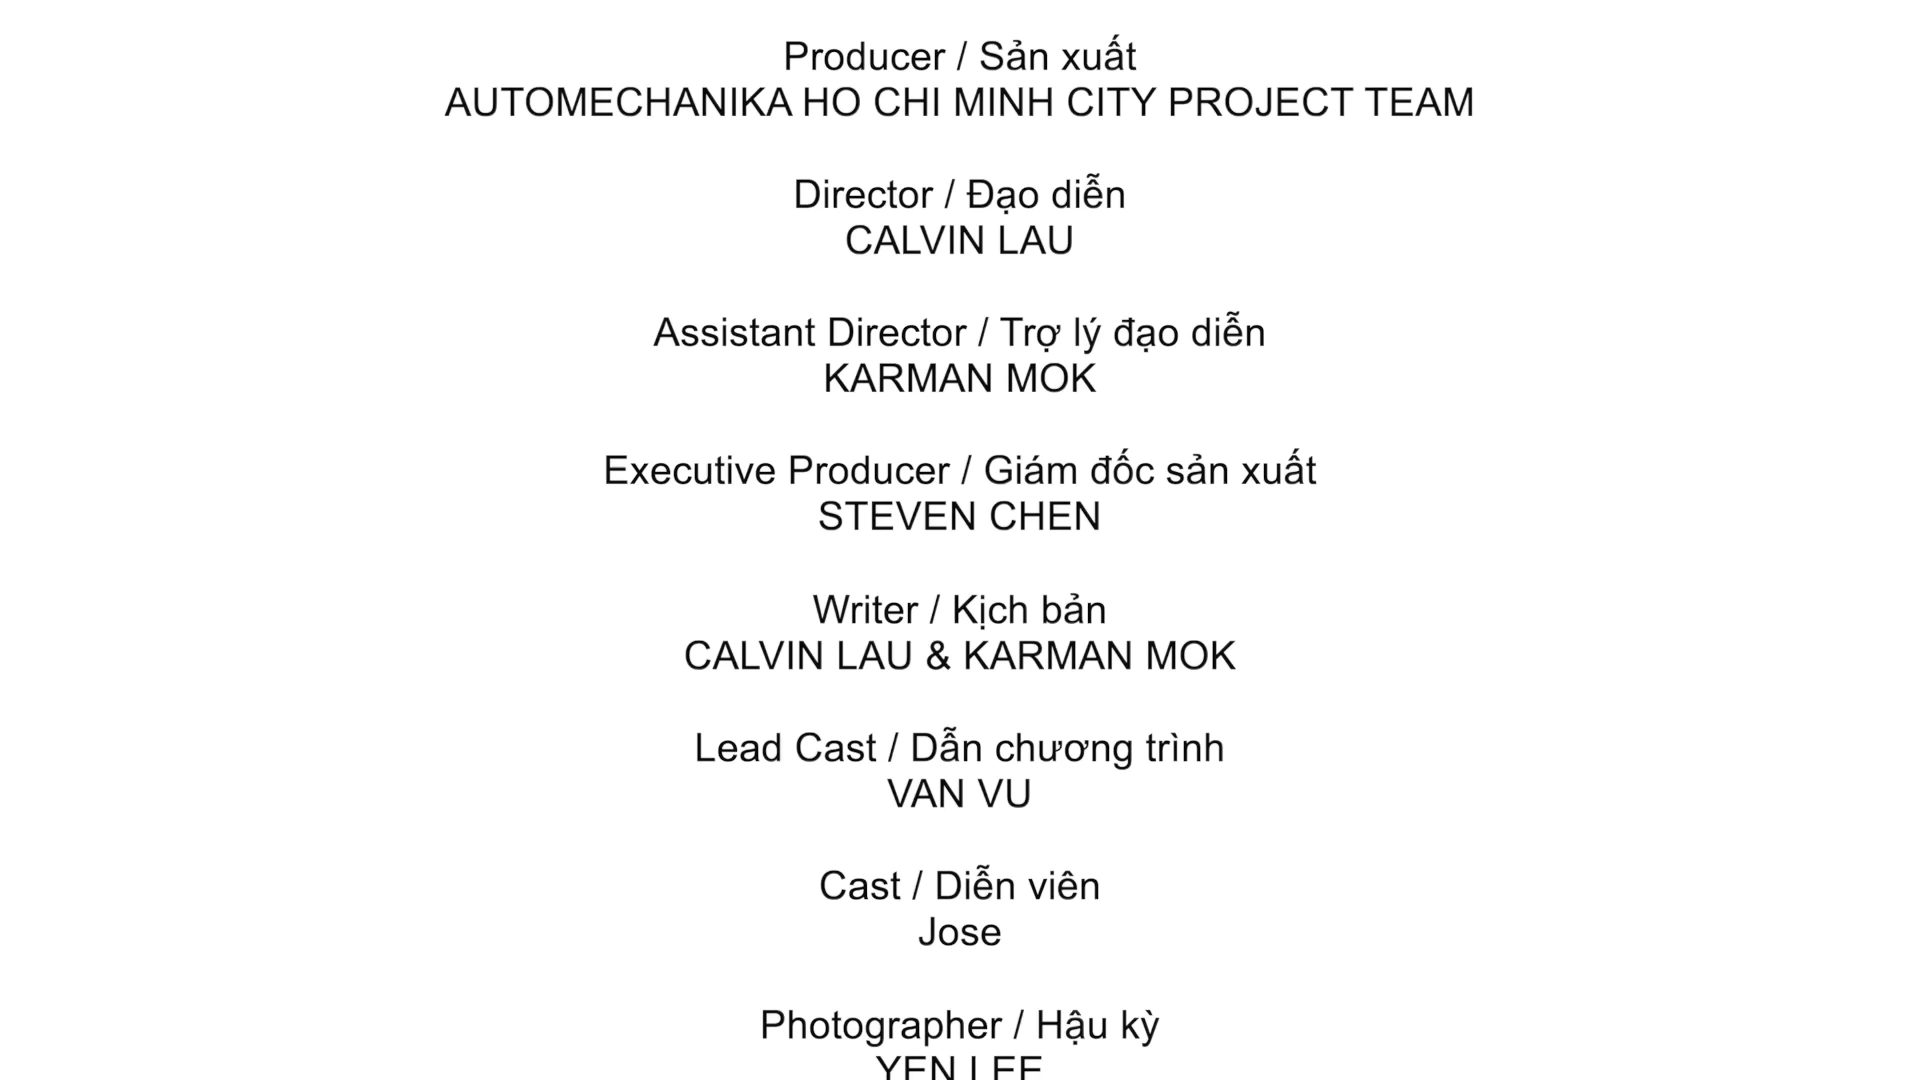 Producer / Sản xuất
AUTOMECHANIKA HO CHI MINH CITY PROJECT TEAM
Director / Đạo diễn
CALVIN LAU
Assistant Director / Trợ lý đạo diễn
KARMAN MOK
Executive Producer / Giám đốc sản xuất
STEVEN CHEN
Writer / Kịch bản
CALVIN LAU & KARMAN MOK
Lead Cast / Dẫn chương trình
VAN VU
Cast / Diễn viên
Jose
Photographer / Hậu kỳ
YEN LEE